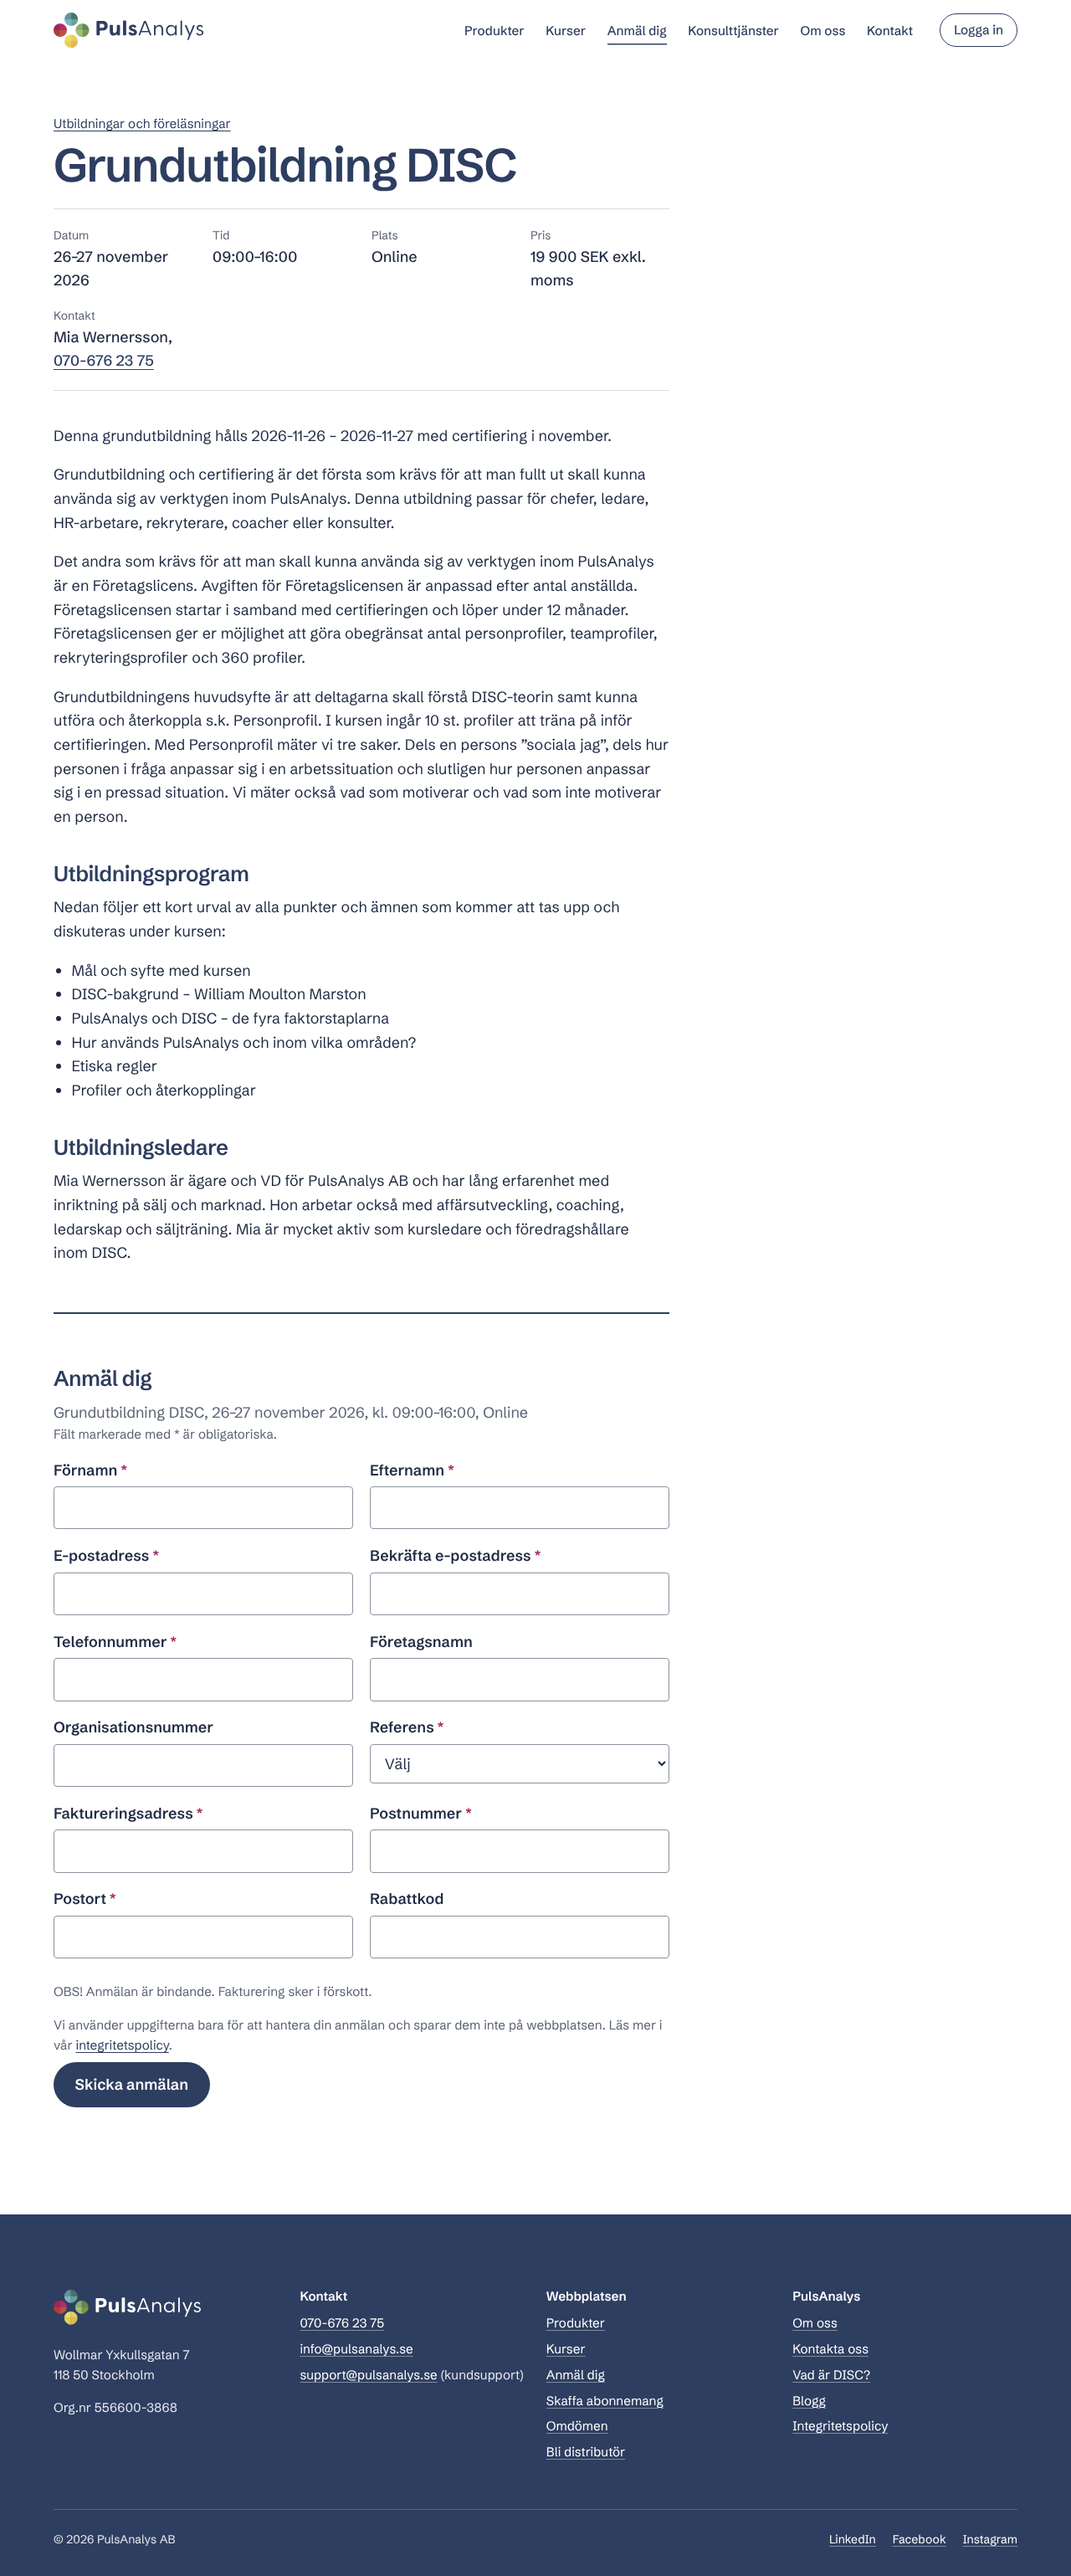 PulsAnalys
Produkter
Kurser
Anmäl dig
Konsulttjänster
Om oss
Kontakt
Logga in
Utbildningar och föreläsningar
Grundutbildning DISC
Datum
26–27 november
2026
Tid
09:00–16:00
Plats
Online
Pris
19 900 SEK exkl.
moms
Kontakt
Mia Wernersson,
070-676 23 75
Denna grundutbildning hålls 2026-11-26 – 2026-11-27 med certifiering i november.
Grundutbildning och certifiering är det första som krävs för att man fullt ut skall kunna
använda sig av verktygen inom PulsAnalys. Denna utbildning passar för chefer, ledare,
HR-arbetare, rekryterare, coacher eller konsulter.
Det andra som krävs för att man skall kunna använda sig av verktygen inom PulsAnalys
är en Företagslicens. Avgiften för Företagslicensen är anpassad efter antal anställda.
Företagslicensen startar i samband med certifieringen och löper under 12 månader.
Företagslicensen ger er möjlighet att göra obegränsat antal personprofiler, teamprofiler,
rekryteringsprofiler och 360 profiler.
Grundutbildningens huvudsyfte är att deltagarna skall förstå DISC-teorin samt kunna
utföra och återkoppla s.k. Personprofil. I kursen ingår 10 st. profiler att träna på inför
certifieringen. Med Personprofil mäter vi tre saker. Dels en persons ”sociala jag”, dels hur
personen i fråga anpassar sig i en arbetssituation och slutligen hur personen anpassar
sig i en pressad situation. Vi mäter också vad som motiverar och vad som inte motiverar
en person.
Utbildningsprogram
Nedan följer ett kort urval av alla punkter och ämnen som kommer att tas upp och
diskuteras under kursen:
• Mål och syfte med kursen
• DISC-bakgrund – William Moulton Marston
• PulsAnalys och DISC – de fyra faktorstaplarna
• Hur används PulsAnalys och inom vilka områden?
• Etiska regler
• Profiler och återkopplingar
Utbildningsledare
Mia Wernersson är ägare och VD för PulsAnalys AB och har lång erfarenhet med
inriktning på sälj och marknad. Hon arbetar också med affärsutveckling, coaching,
ledarskap och säljträning. Mia är mycket aktiv som kursledare och föredragshållare
inom DISC.
Anmäl dig
Grundutbildning DISC, 26–27 november 2026, kl. 09:00–16:00, Online
Fält markerade med * är obligatoriska.
Förnamn *
Efternamn *
E-postadress *
Bekräfta e-postadress *
Telefonnummer *
Företagsnamn
Organisationsnummer
Referens *
Välj
Faktureringsadress *
Postnummer *
Postort *
Rabattkod
OBS! Anmälan är bindande. Fakturering sker i förskott.
Vi använder uppgifterna bara för att hantera din anmälan och sparar dem inte på webbplatsen. Läs mer i
vår integritetspolicy.
Skicka anmälan
PulsAnalys
Wollmar Yxkullsgatan 7
118 50 Stockholm
Org.nr 556600-3868
Kontakt
070-676 23 75
info@pulsanalys.se
support@pulsanalys.se (kundsupport)
Webbplatsen
Produkter
Kurser
Anmäl dig
Skaffa abonnemang
Omdömen
Bli distributör
PulsAnalys
Om oss
Kontakta oss
Vad är DISC?
Blogg
Integritetspolicy
© 2026 PulsAnalys AB
LinkedIn
Facebook
Instagram